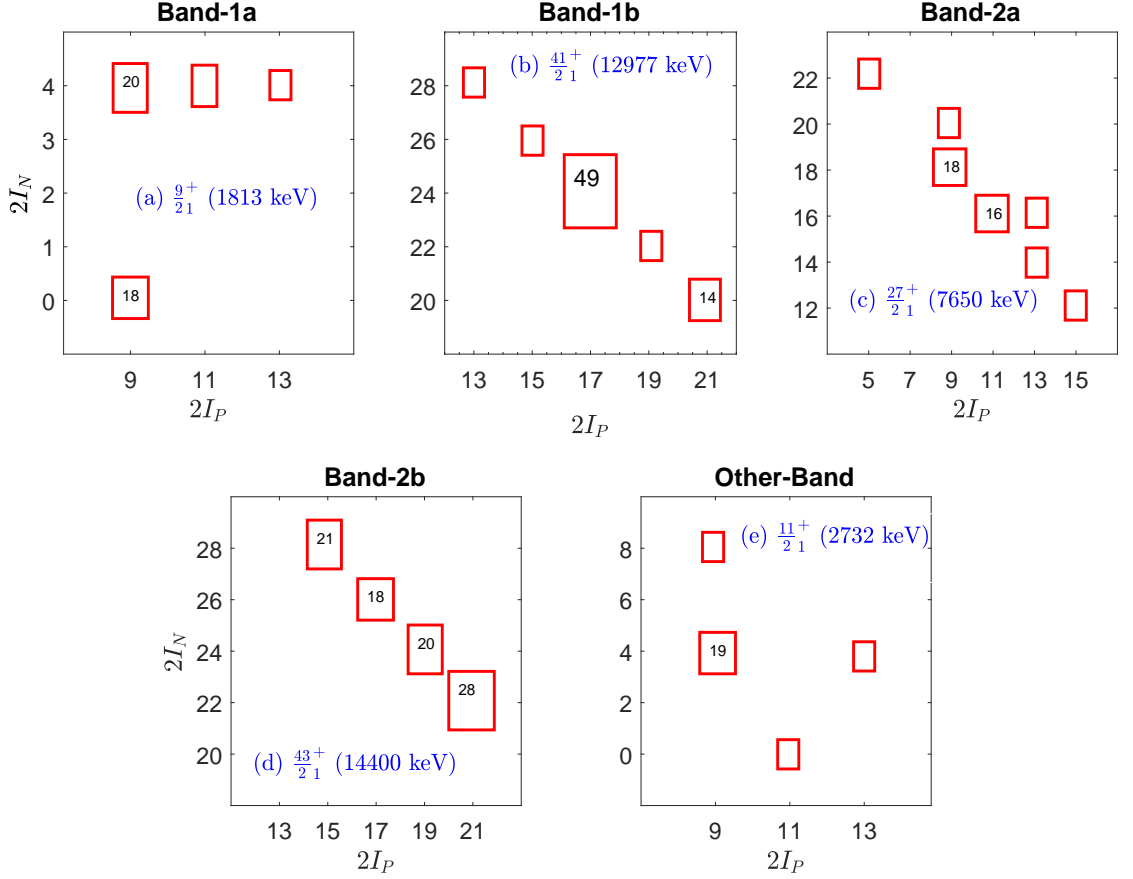 Band-1a
20
4
3
2I_N
2
(a) 9/2^+_1 (1813 keV)
1
18
0
9 11 13
2I_P
Band-1b
(b) 41/2^+_1 (12977 keV)
28
26
49
24
22
14
20
13 15 17 19 21
2I_P
Band-2a
22
20
18
18
16
16
14
(c) 27/2^+_1 (7650 keV)
12
5 7 9 11 13 15
2I_P
Band-2b
21
28
18
26
20
2I_N
24
28
22
20
(d) 43/2^+_1 (14400 keV)
13 15 17 19 21
2I_P
Other-Band
(e) 11/2^+_1 (2732 keV)
8
6
19
4
2
0
9 11 13
2I_P